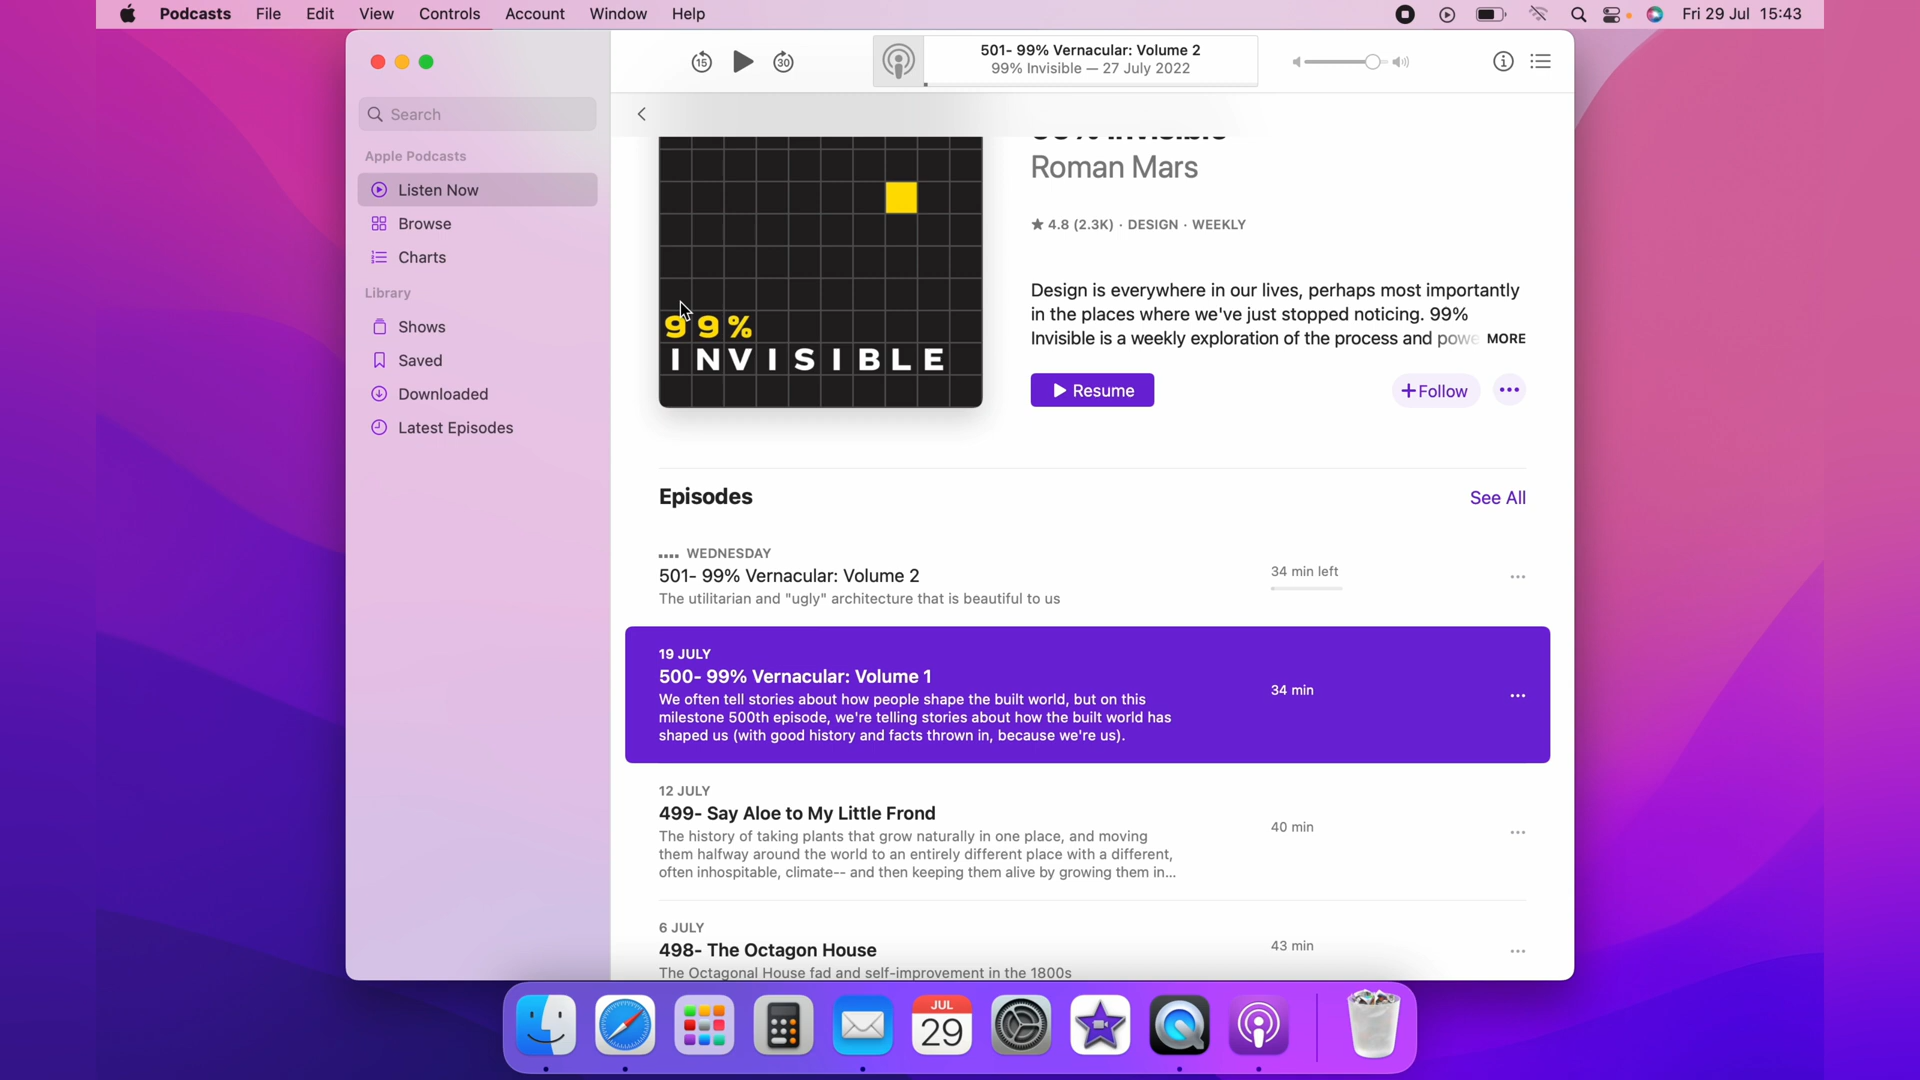 Podcasts File Edit View Controls Account Window Help
Fri 29 Jul 15:43
15 30
501- 99% Vernacular: Volume 2
99% Invisible — 27 July 2022
Search
Apple Podcasts
Listen Now
Browse
Charts
Library
Shows
Saved
Downloaded
Latest Episodes
99%
INVISIBLE
99% Invisible
Roman Mars
★ 4.8 (2.3K) · DESIGN · WEEKLY
Design is everywhere in our lives, perhaps most importantly
in the places where we've just stopped noticing. 99%
Invisible is a weekly exploration of the process and powe MORE
Resume
+Follow
Episodes
See All
WEDNESDAY
501- 99% Vernacular: Volume 2
The utilitarian and "ugly" architecture that is beautiful to us
34 min left
19 JULY
500- 99% Vernacular: Volume 1
We often tell stories about how people shape the built world, but on this
milestone 500th episode, we're telling stories about how the built world has
shaped us (with good history and facts thrown in, because we're us).
34 min
12 JULY
499- Say Aloe to My Little Frond
The history of taking plants that grow naturally in one place, and moving
them halfway around the world to an entirely different place with a different,
often inhospitable, climate-- and then keeping them alive by growing them in...
40 min
6 JULY
498- The Octagon House
The Octagonal House fad and self-improvement in the 1800s
43 min
JUL
29